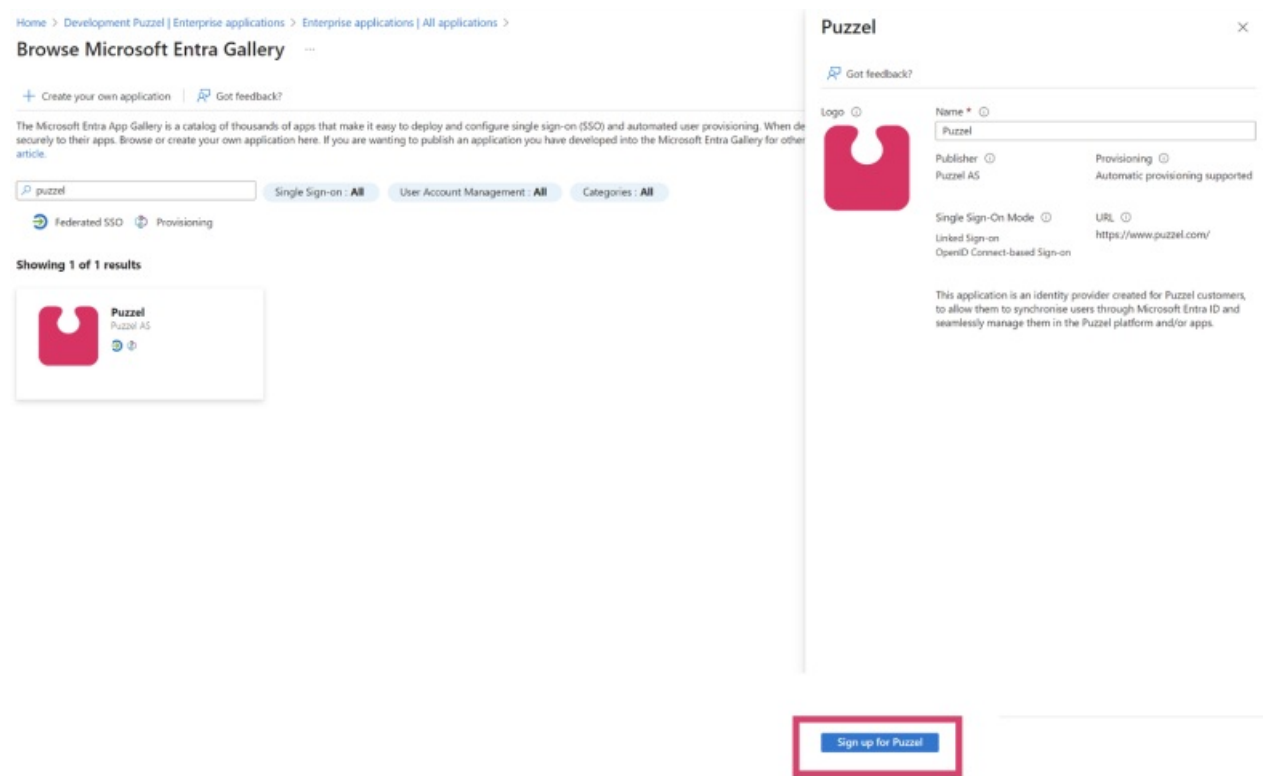 Home > Development Puzzel | Enterprise applications > Enterprise applications | All applications >
Browse Microsoft Entra Gallery ...
+ Create your own application | Got feedback?
The Microsoft Entra App Gallery is a catalog of thousands of apps that make it easy to deploy and configure single sign-on (SSO) and automated user provisioning. When de
securely to their apps. Browse or create your own application here. If you are wanting to publish an application you have developed into the Microsoft Entra Gallery for other
article.
puzzel
Single Sign-on : All
User Account Management : All
Categories : All
Federated SSO
Provisioning
Showing 1 of 1 results
Puzzel
Puzzel AS
Puzzel
Got feedback?
Logo
Name *
Puzzel
Publisher
Puzzel AS
Provisioning
Automatic provisioning supported
Single Sign-On Mode
Linked Sign-on
OpenID Connect-based Sign-on
URL
https://www.puzzel.com/
This application is an identity provider created for Puzzel customers,
to allow them to synchronise users through Microsoft Entra ID and
seamlessly manage them in the Puzzel platform and/or apps.
Sign up for Puzzel